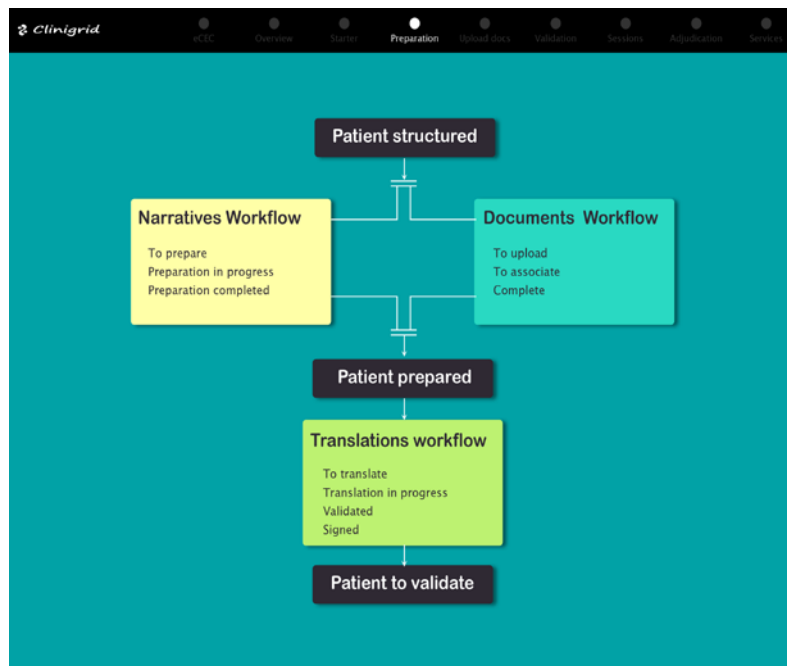 Clinigrid
eCEC
Overview
Starter
Preparation
Upload docs
Validation
Sessions
Adjudication
Services
Patient structured
Narratives Workflow
To prepare
Preparation in progress
Preparation completed
Documents Workflow
To upload
To associate
Complete
Patient prepared
Translations workflow
To translate
Translation in progress
Validated
Signed
Patient to validate